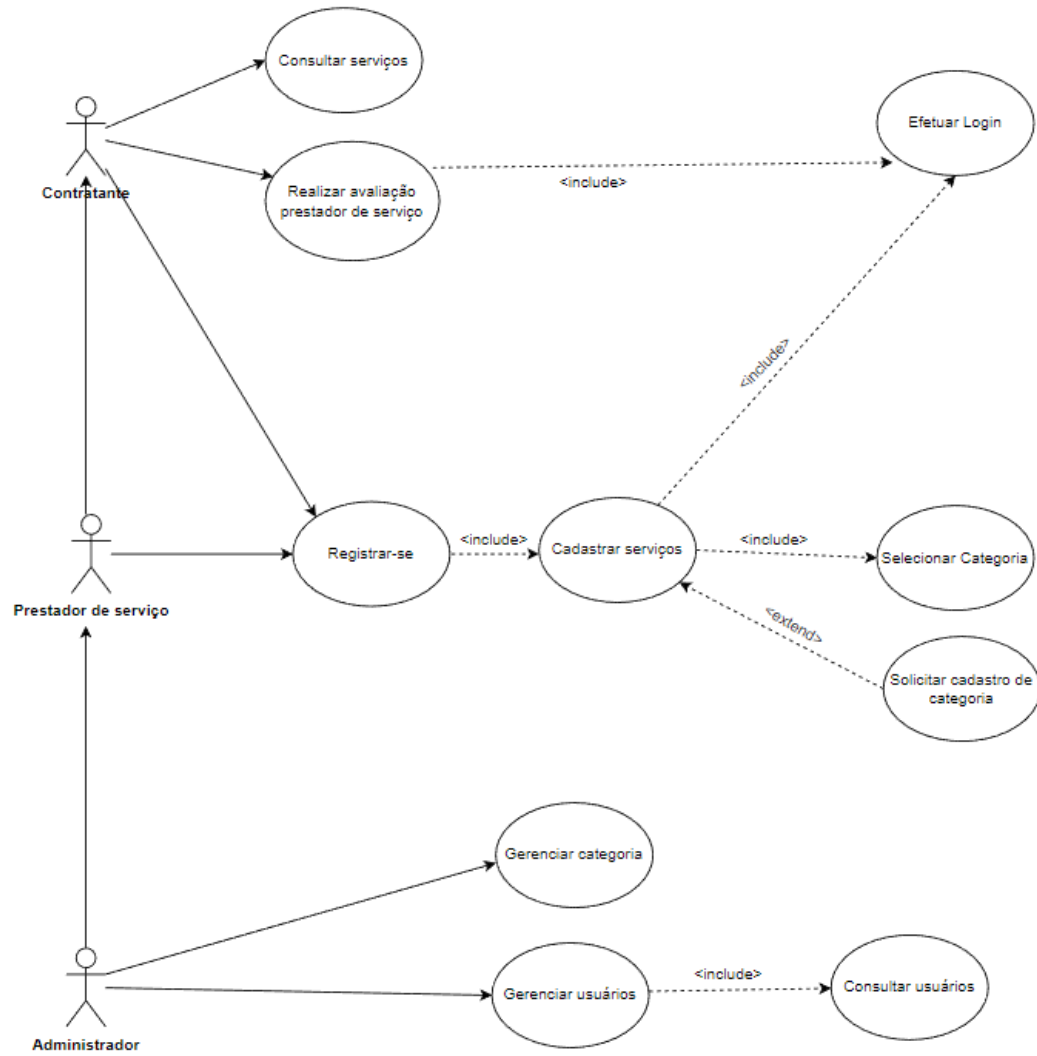 Consultar serviços
Efetuar Login
Contratante
Realizar avaliação
prestador de serviço
<include>
<include>
Registrar-se
<include>
Cadastrar serviços
<include>
Selecionar Categoria
Prestador de serviço
<extend>
Solicitar cadastro de
categoria
Gerenciar categoria
Gerenciar usuários
<include>
Consultar usuários
Administrador